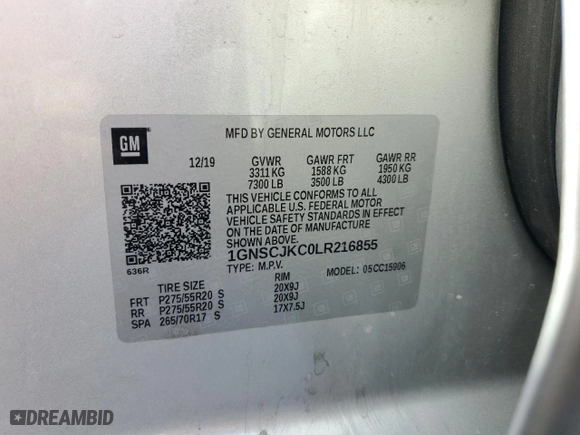 GM
MFD BY GENERAL MOTORS LLC
12/19 GVWR GAWR FRT GAWR RR
3311 KG 1588 KG 1950 KG
7300 LB 3500 LB 4300 LB
THIS VEHICLE CONFORMS TO ALL
APPLICABLE U.S. FEDERAL MOTOR
VEHICLE SAFETY STANDARDS IN EFFECT ON
THE DATE OF MANUFACTURE
SHOWN ABOVE.
636R
1GNSCJKC0LR216855
TYPE: M.P.V. MODEL: 05CC15906
TIRE SIZE RIM
FRT P275/55R20 S 20X9J
RR P275/55R20 S 20X9J
SPA 265/70R17 S 17X7.5J
DREAMBID